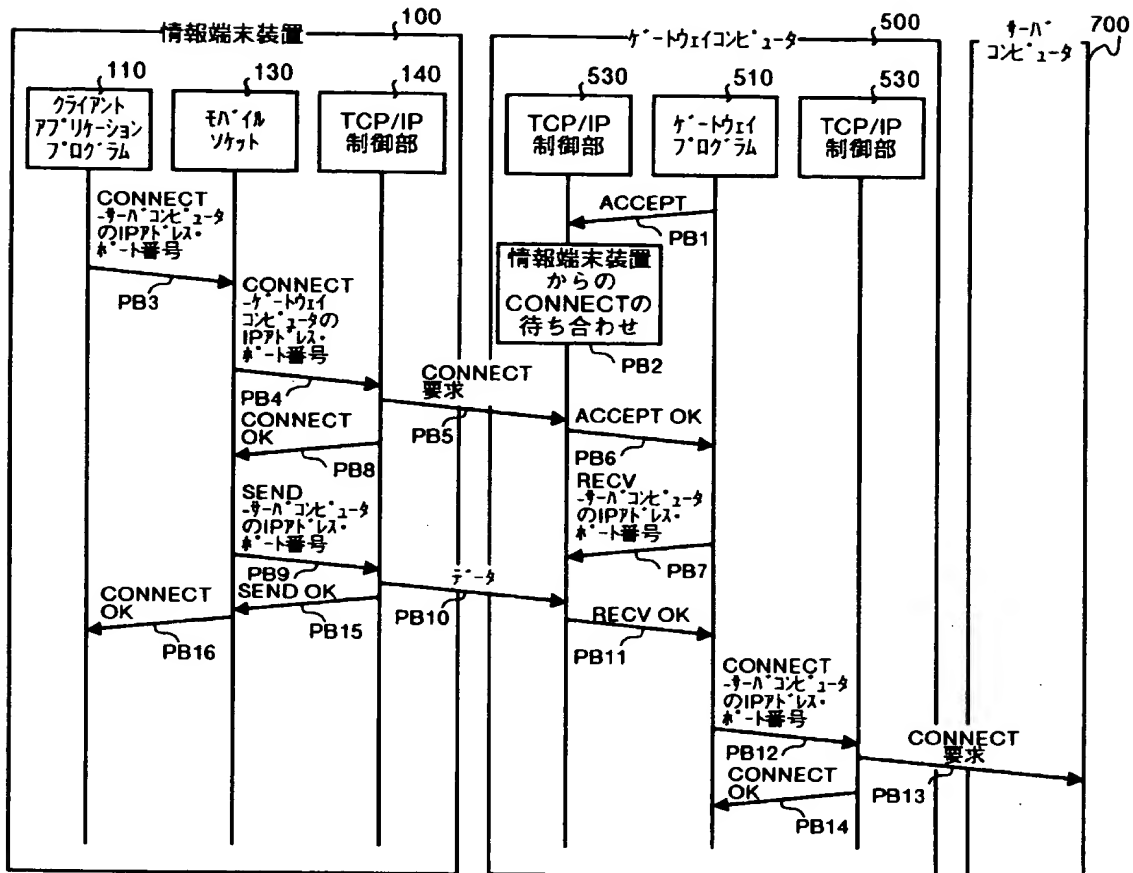 情報端末装置
100
ゲートウェイコンピュータ
500
サーバ
コンピュータ
700
110
130
140
530
510
530
クライアント
アプリケーション
プログラム
モバイル
ソケット
TCP/IP
制御部
TCP/IP
制御部
ゲートウェイ
プログラム
TCP/IP
制御部
ACCEPT
PB1
情報端末装置
からの
CONNECTの
待ち合わせ
PB2
CONNECT
-サーバコンピュータ
のIPアドレス・
ポート番号
PB3
CONNECT
-ゲートウェイ
コンピュータの
IPアドレス・
ポート番号
PB4
CONNECT
要求
PB5
ACCEPT OK
PB6
CONNECT
OK
PB8
RECV
-サーバコンピュータ
のIPアドレス・
ポート番号
PB7
SEND
-サーバコンピュータ
のIPアドレス・
ポート番号
PB9
データ
PB10
SEND OK
PB15
CONNECT
OK
PB16
RECV OK
PB11
CONNECT
-サーバコンピュータ
のIPアドレス・
ポート番号
PB12
CONNECT
要求
PB13
CONNECT
OK
PB14